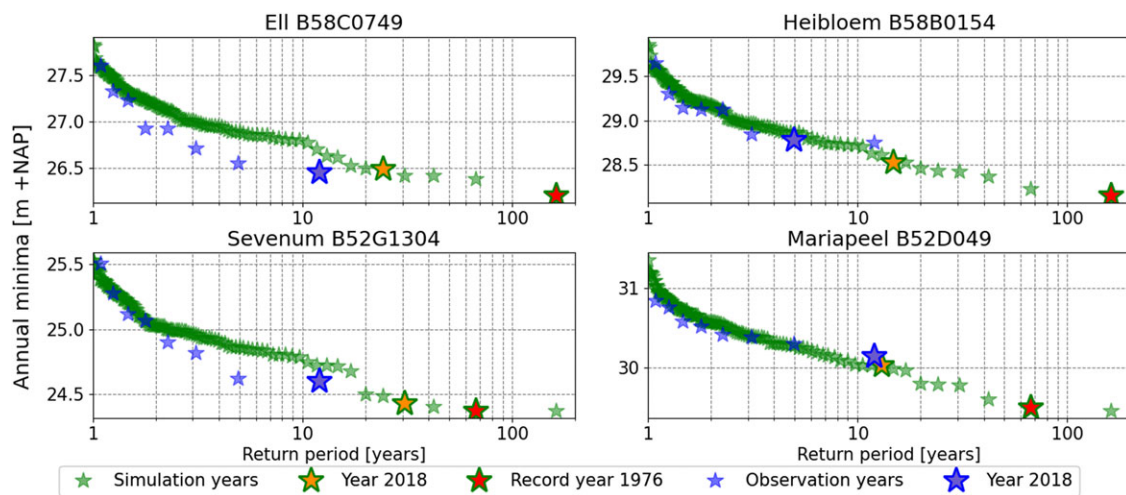 Ell B58C0749
Heibloem B58B0154
27.5
27.0
26.5
1
10
100
29.5
29.0
28.5
1
10
100
Sevenum B52G1304
Mariapeel B52D049
Annual minima [m +NAP]
25.5
25.0
24.5
1
10
100
31
30
1
10
100
Return period [years]
Return period [years]
Simulation years
Year 2018
Record year 1976
Observation years
Year 2018